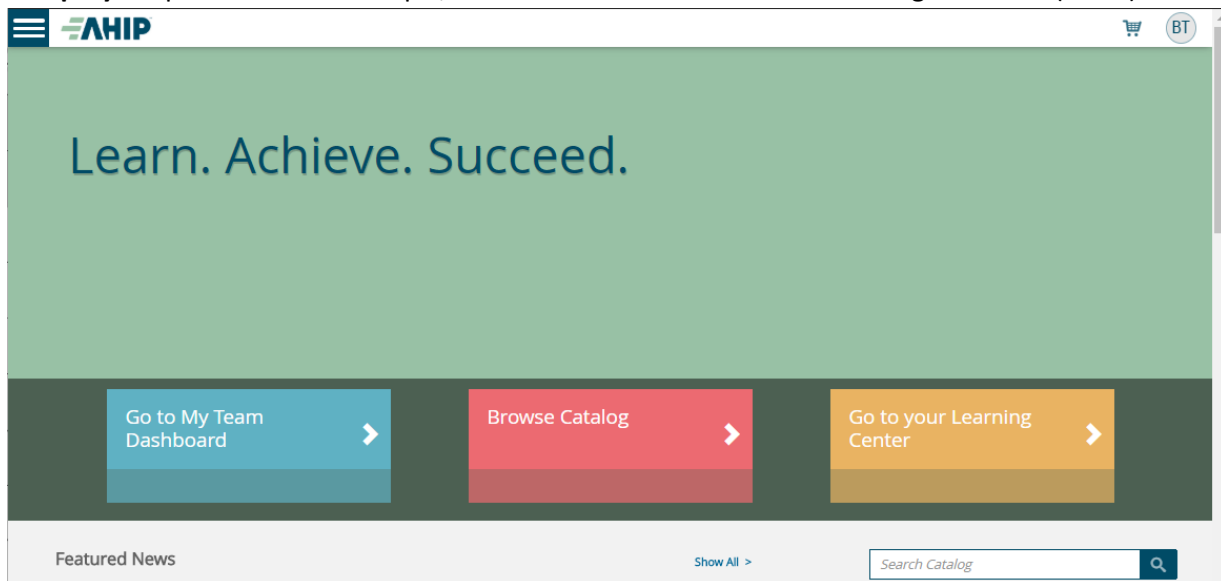 AHIP
BT
Learn. Achieve. Succeed.
Go to My Team
Dashboard
Browse Catalog
Go to your Learning
Center
Featured News
Show All >
Search Catalog